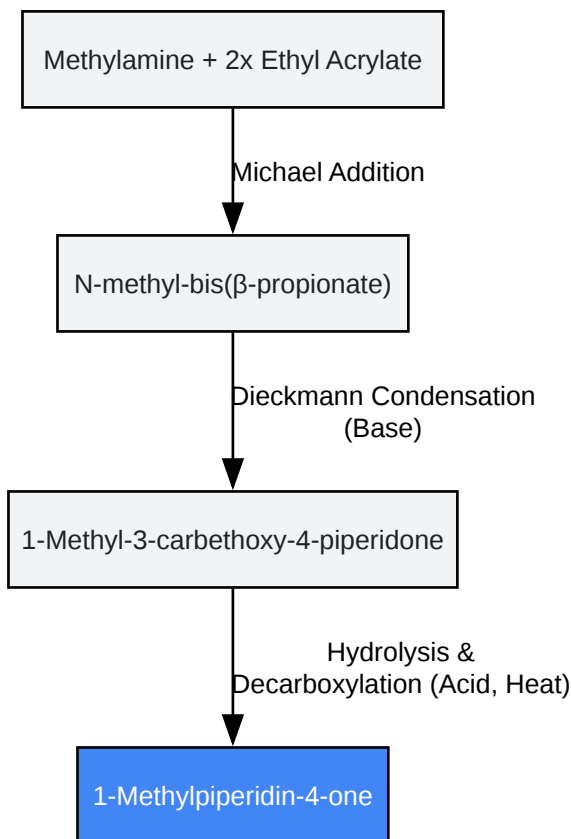 Methylamine + 2x Ethyl Acrylate
Michael Addition
N-methyl-bis(β-propionate)
Dieckmann Condensation
(Base)
1-Methyl-3-carbethoxy-4-piperidone
Hydrolysis &
Decarboxylation (Acid, Heat)
1-Methylpiperidin-4-one